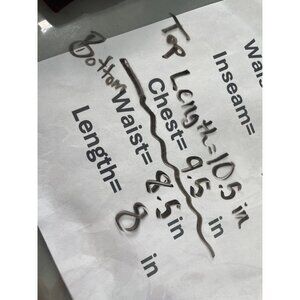 Inseam=
Top Length=10.5 in
Chest= 9.5 in
Bottom Waist= 8.5 in
Length= 8 in